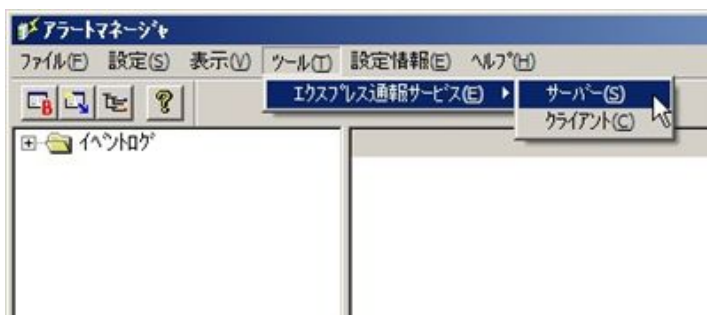 アラートマネージャ
ファイル(F) 設定(S) 表示(V) ツール(T) 設定情報(E) ヘルプ(H)
エクスプレス通報サービス(E) サーバー(S)
クライアント(C)
イベントログ